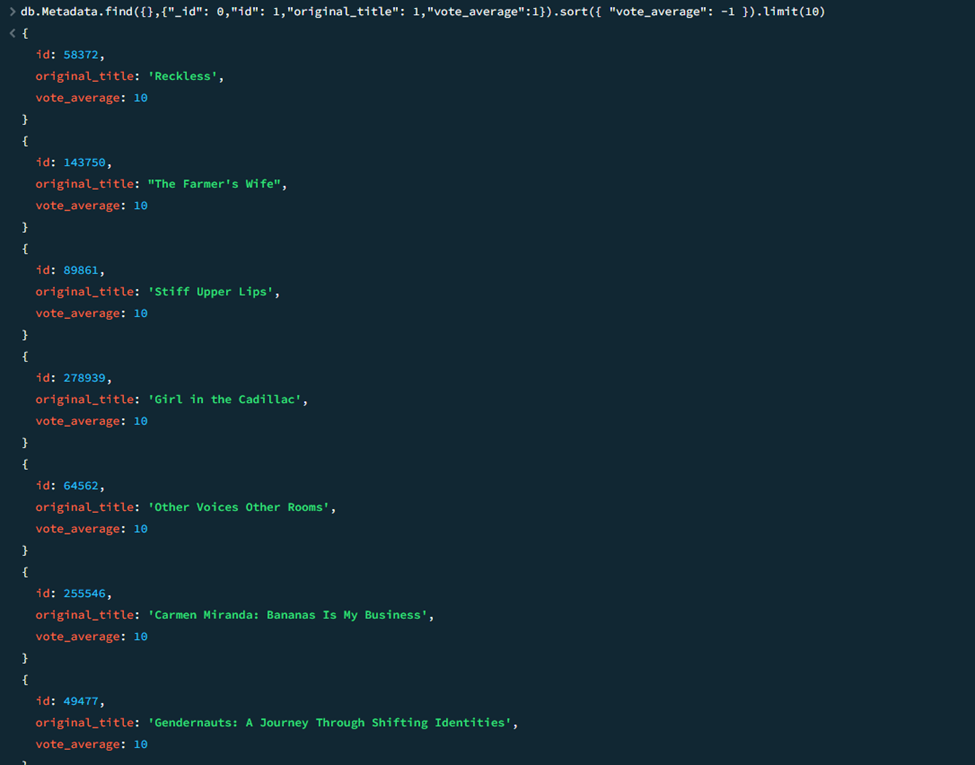 > db.Metadata.find({},{"_id": 0,"id": 1,"original_title": 1,"vote_average":1}).sort({ "vote_average": -1 }).limit(10)
< {
id: 58372,
original_title: 'Reckless',
vote_average: 10
}
{
id: 143750,
original_title: "The Farmer's Wife",
vote_average: 10
}
{
id: 89861,
original_title: 'Stiff Upper Lips',
vote_average: 10
}
{
id: 278939,
original_title: 'Girl in the Cadillac',
vote_average: 10
}
{
id: 64562,
original_title: 'Other Voices Other Rooms',
vote_average: 10
}
{
id: 255546,
original_title: 'Carmen Miranda: Bananas Is My Business',
vote_average: 10
}
{
id: 49477,
original_title: 'Gendernauts: A Journey Through Shifting Identities',
vote_average: 10
}